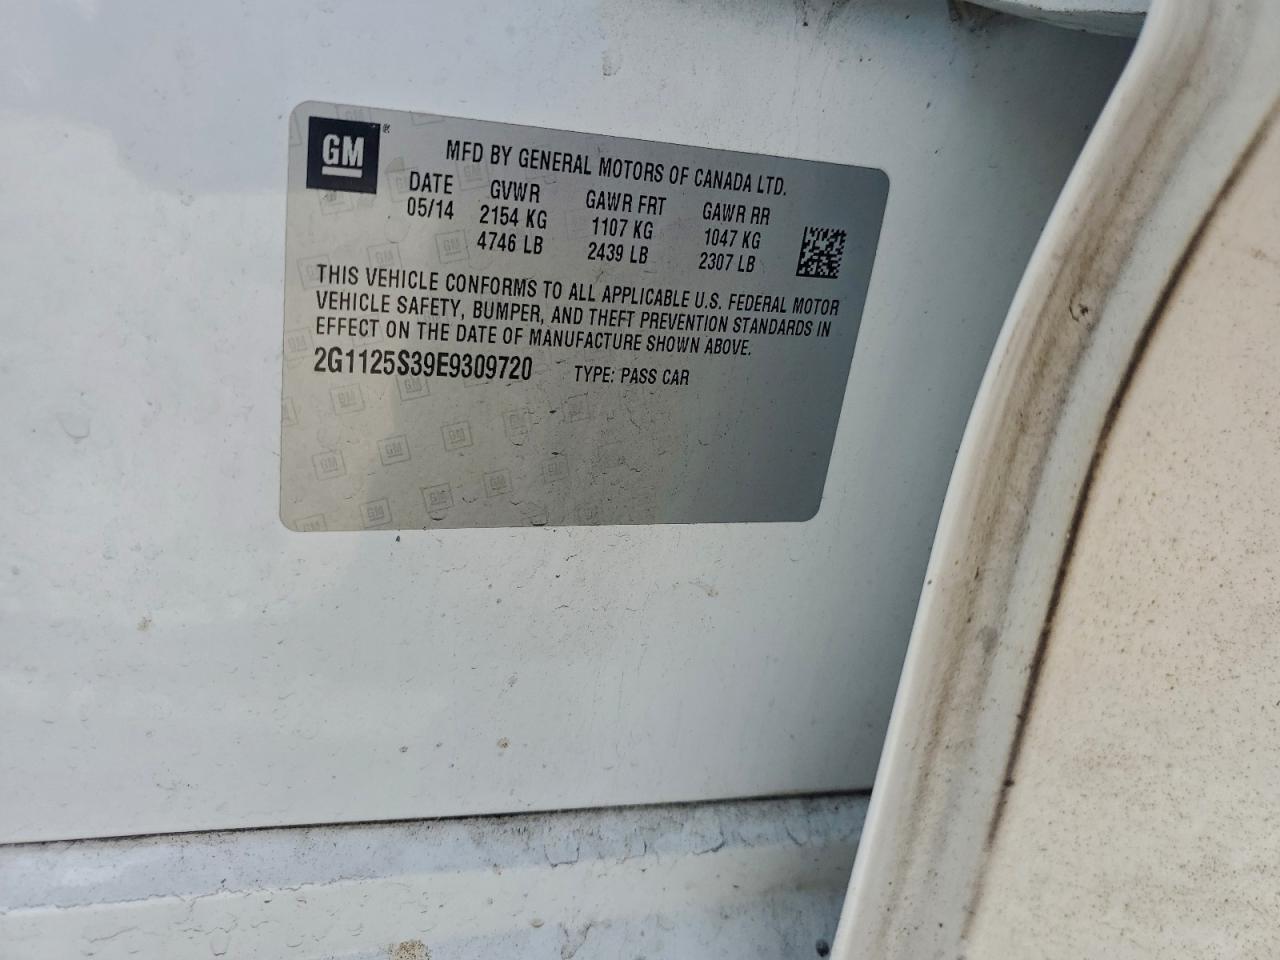 GM®
MFD BY GENERAL MOTORS OF CANADA LTD.
DATE GVWR GAWR FRT GAWR RR
05/14 2154 KG 1107 KG 1047 KG
4746 LB 2439 LB 2307 LB
THIS VEHICLE CONFORMS TO ALL APPLICABLE U.S. FEDERAL MOTOR
VEHICLE SAFETY, BUMPER, AND THEFT PREVENTION STANDARDS IN
EFFECT ON THE DATE OF MANUFACTURE SHOWN ABOVE.
2G1125S39E9309720 TYPE: PASS CAR